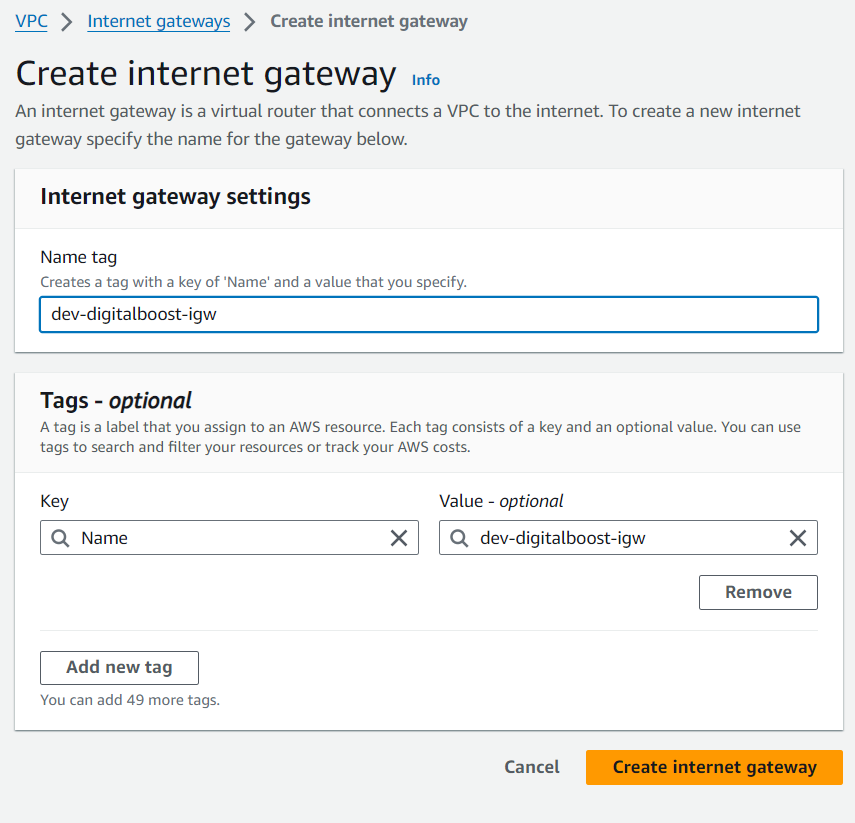 VPC > Internet gateways > Create internet gateway
Create internet gateway Info
An internet gateway is a virtual router that connects a VPC to the internet. To create a new internet
gateway specify the name for the gateway below.
Internet gateway settings
Name tag
Creates a tag with a key of 'Name' and a value that you specify.
dev-digitalboost-igw
Tags - optional
A tag is a label that you assign to an AWS resource. Each tag consists of a key and an optional value. You can use
tags to search and filter your resources or track your AWS costs.
Key Value - optional
Name dev-digitalboost-igw
Remove
Add new tag
You can add 49 more tags.
Cancel Create internet gateway